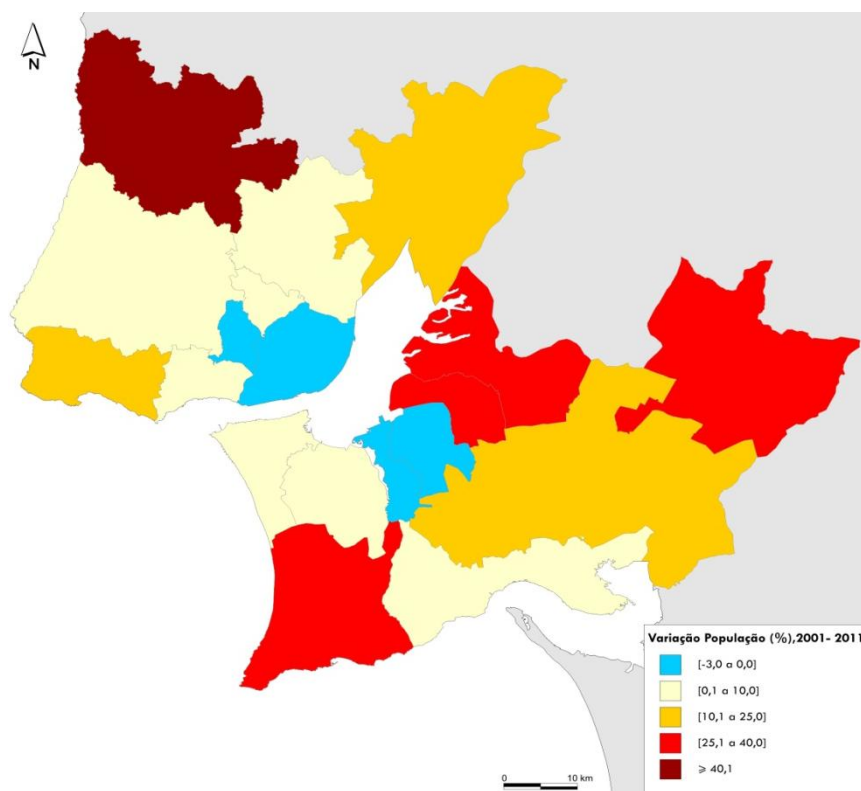 N
Variação População (%),2001- 2011
[-3,0 a 0,0]
[0,1 a 10,0]
[10,1 a 25,0]
[25,1 a 40,0]
⩾ 40,1
0 10 km